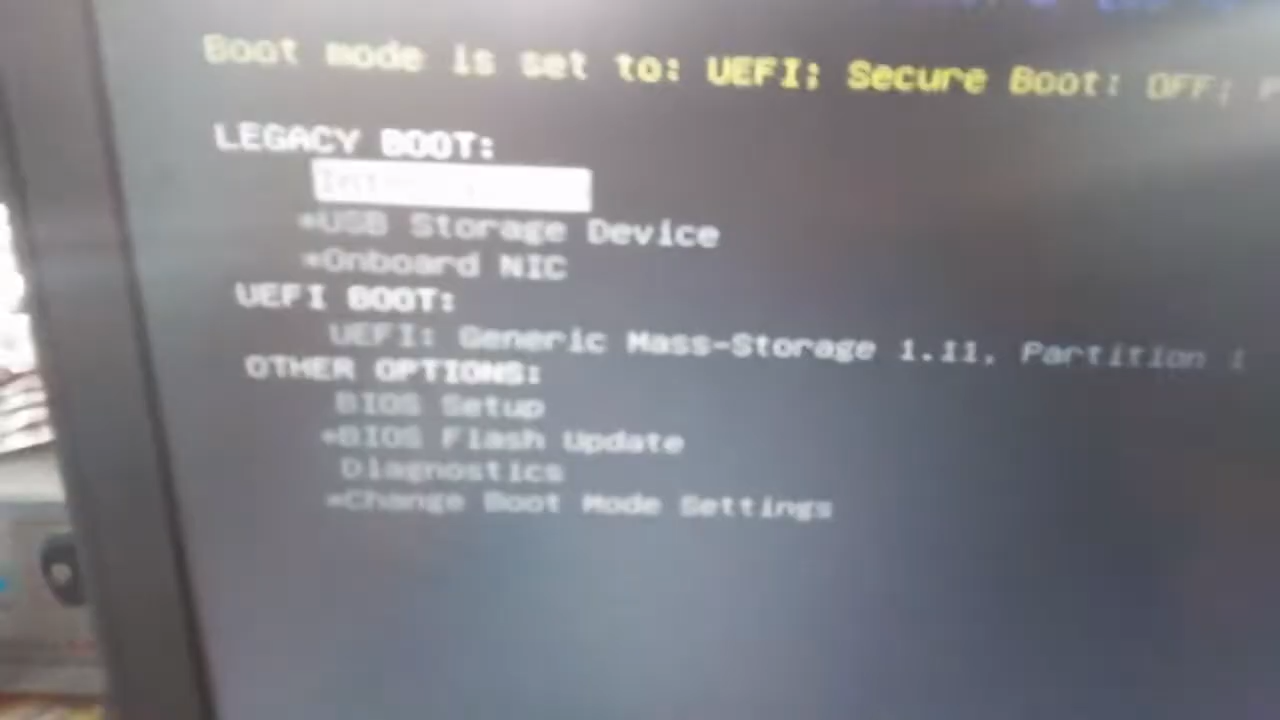 Boot mode is set to: UEFI; Secure Boot: OFF;
LEGACY BOOT:
*USB Storage Device
*Onboard NIC
UEFI BOOT:
UEFI: Generic Mass-Storage 1.11, Partition 1
OTHER OPTIONS:
BIOS Setup
*BIOS Flash Update
Diagnostics
*Change Boot Mode Settings